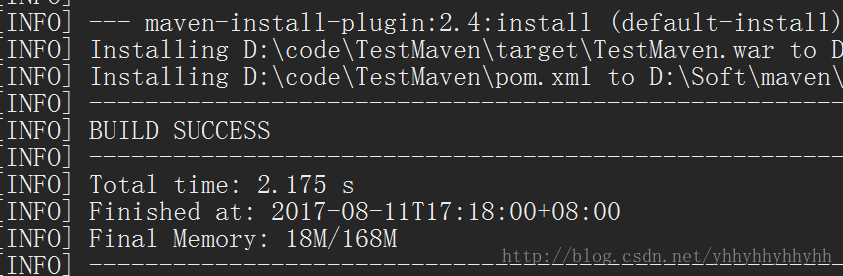 [INFO] --- maven-install-plugin:2.4:install (default-install)
[INFO] Installing D:\code\TestMaven\target\TestMaven.war to D
[INFO] Installing D:\code\TestMaven\pom.xml to D:\Soft\maven\
[INFO] ------------------------------------------------------
[INFO] BUILD SUCCESS
[INFO] ------------------------------------------------------
[INFO] Total time: 2.175 s
[INFO] Finished at: 2017-08-11T17:18:00+08:00
[INFO] Final Memory: 18M/168M
http://blog.csdn.net/yhhyhhyhhyhh
[INFO] ------------------------------------------------------